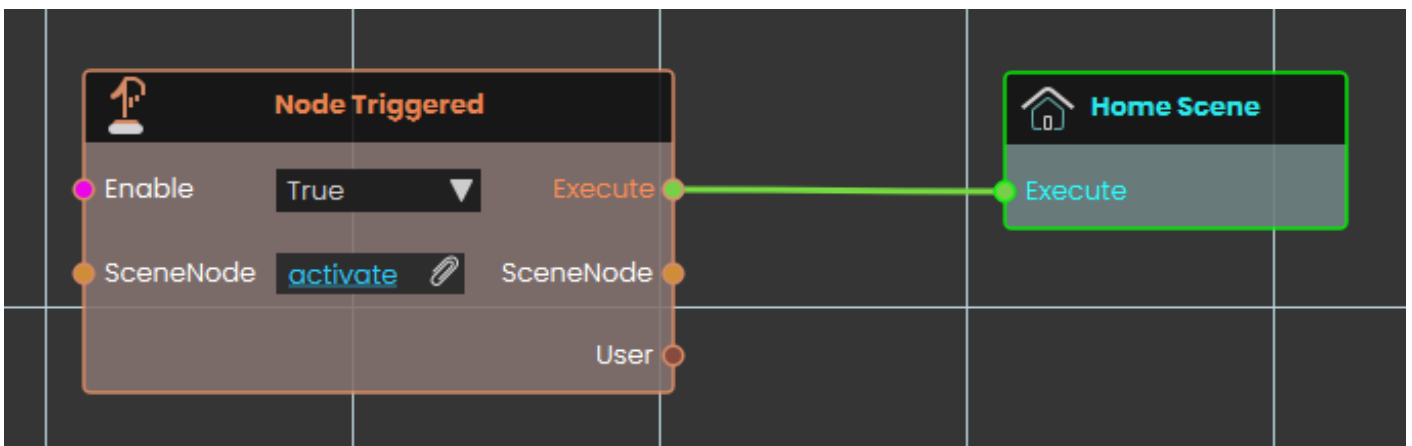 Node Triggered
Home Scene
Enable True Execute
Execute
SceneNode activate SceneNode
User